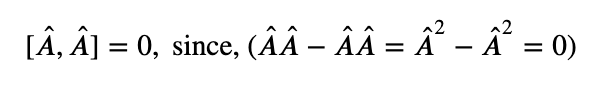 [Â, Â] = 0, since, (ÂÂ − ÂÂ = Â² − Â² = 0)